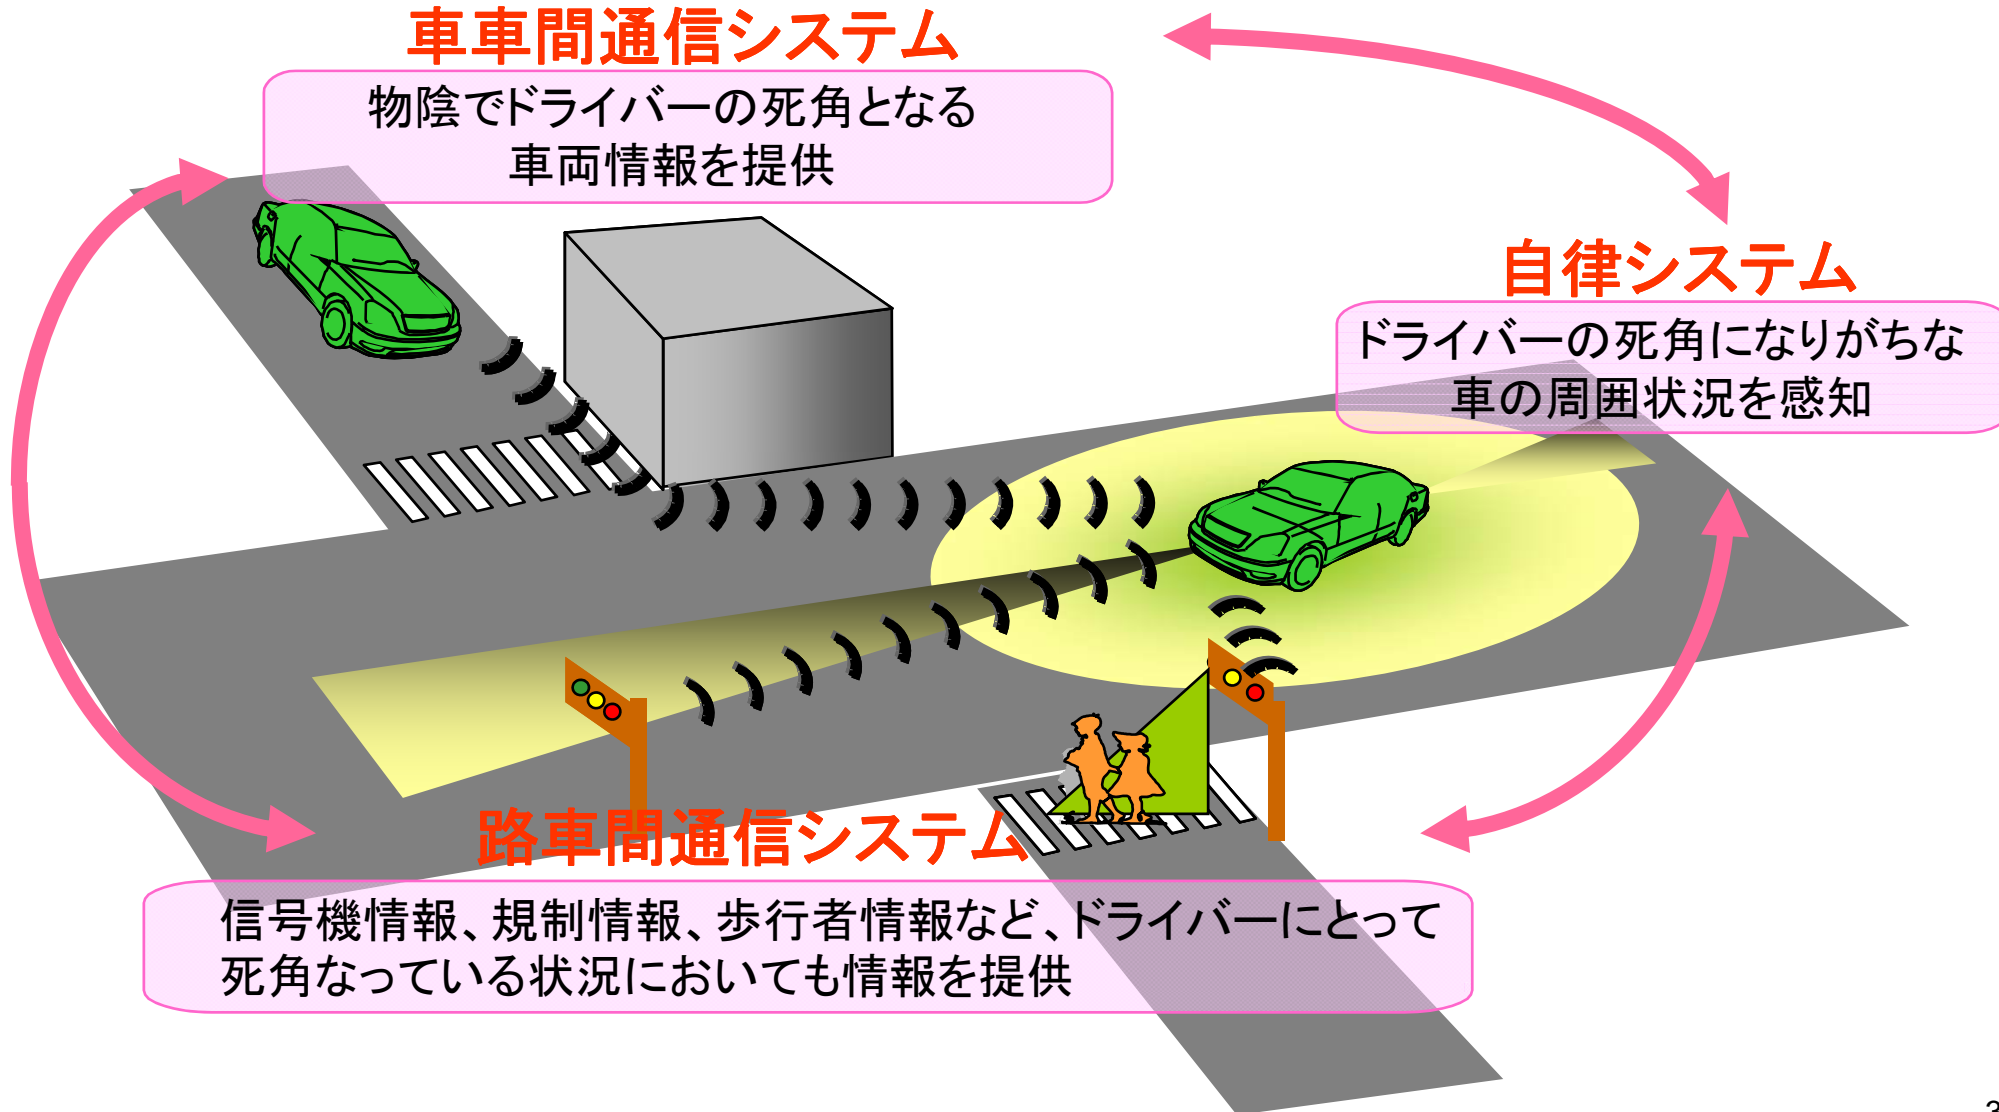 車車間通信システム
物陰でドライバーの死角となる
車両情報を提供
自律システム
ドライバーの死角になりがちな
車の周囲状況を感知
路車間通信システム
信号機情報、規制情報、歩行者情報など、ドライバーにとって
死角なっている状況においても情報を提供
3